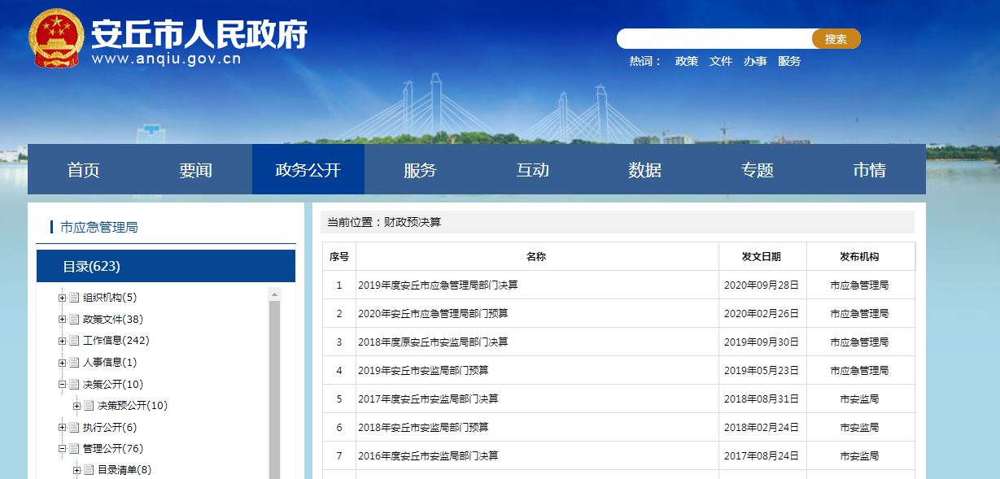 安丘市人民政府
www.anqiu.gov.cn
搜索
热词： 政策 文件 办事 服务
首页 要闻 政务公开 服务 互动 数据 专题 市情
市应急管理局
目录(623)
组织机构(5)
政策文件(38)
工作信息(242)
人事信息(1)
决策公开(10)
决策预公开(10)
执行公开(6)
管理公开(76)
目录清单(8)
当前位置：财政预决算
序号 名称 发文日期 发布机构
1 2019年度安丘市应急管理局部门决算 2020年09月28日 市应急管理局
2 2020年安丘市应急管理局部门预算 2020年02月26日 市应急管理局
3 2018年度原安丘市安监局部门决算 2019年09月30日 市应急管理局
4 2019年安丘市安监局部门预算 2019年05月23日 市应急管理局
5 2017年度安丘市安监局部门决算 2018年08月31日 市安监局
6 2018年安丘市安监局部门预算 2018年02月24日 市安监局
7 2016年度安丘市安监局部门决算 2017年08月24日 市安监局